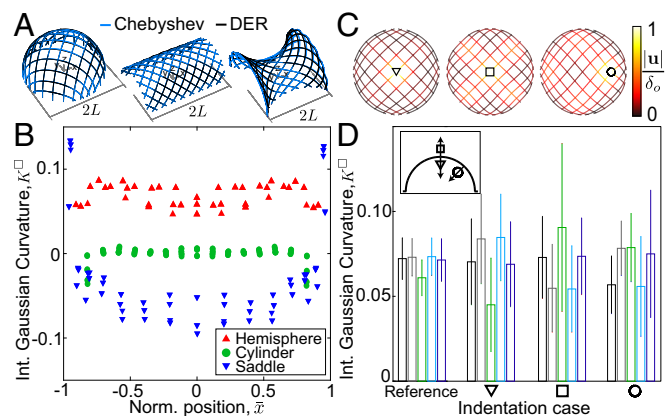 A
Chebyshev
DER
2L
2L
2L
B
Int. Gaussian Curvature, K□
0.1
0
-0.1
Hemisphere
Cylinder
Saddle
-1
-0.5
0
0.5
1
Norm. position, x̄
C
1
|u|
δo
0
D
Int. Gaussian Curvature, K□
0.10
0.05
0
Reference
Indentation case